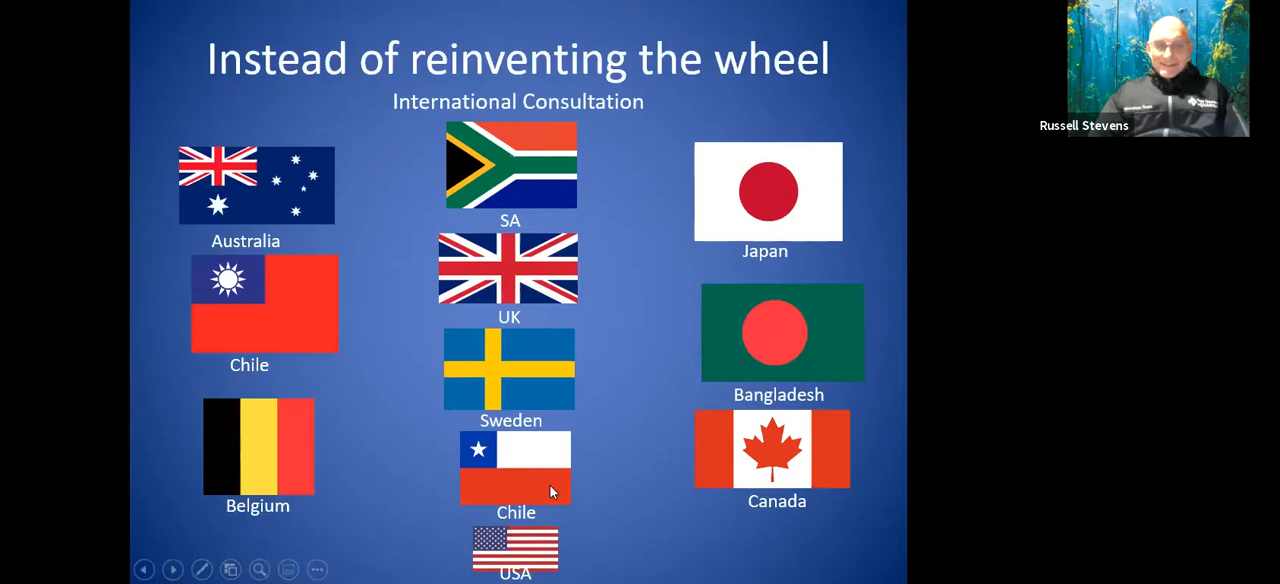 Instead of reinventing the wheel
International Consultation
Australia
SA
Japan
Chile
UK
Bangladesh
Sweden
Belgium
Chile
Canada
USA
Russell Stevens